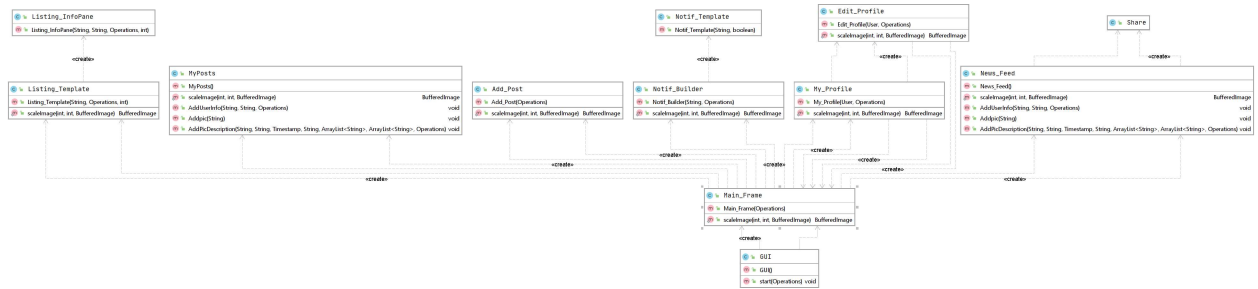 Listing_InfoPane
Listing_InfoPane(String, String, Operations, int)
Notif_Template
Notif_Template(String, boolean)
Edit_Profile
Edit_Profile(User, Operations)
scaleImage(int, int, BufferedImage) BufferedImage
Share
«create»
«create»
«create»
«create»
Listing_Template
Listing_Template(String, Operations, int)
scaleImage(int, int, BufferedImage) BufferedImage
MyPosts
MyPosts()
scaleImage(int, int, BufferedImage) BufferedImage
AddUserInfo(String, String, Operations) void
Addpic(String) void
AddPicDescription(String, String, Timestamp, String, ArrayList<String>, ArrayList<String>, Operations) void
Add_Post
Add_Post(Operations)
scaleImage(int, int, BufferedImage) BufferedImage
Notif_Builder
Notif_Builder(String, Operations)
scaleImage(int, int, BufferedImage) BufferedImage
My_Profile
My_Profile(User, Operations)
scaleImage(int, int, BufferedImage) BufferedImage
News_Feed
News_Feed()
scaleImage(int, int, BufferedImage) BufferedImage
AddUserInfo(String, String, Operations) void
Addpic(String) void
AddPicDescription(String, String, Timestamp, String, ArrayList<String>, ArrayList<String>, Operations) void
«create»
«create»
«create»
«create»
«create»
«create»
«create»
Main_Frame
Main_Frame(Operations)
scaleImage(int, int, BufferedImage) BufferedImage
«create»
GUI
GUI()
start(Operations) void